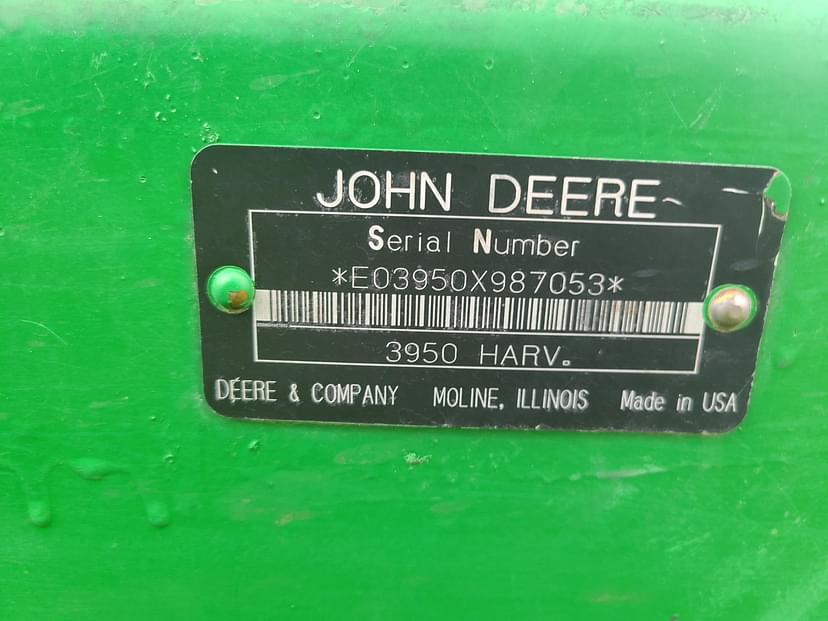 JOHN DEERE
Serial Number
*E03950X987053*
3950 HARV.
DEERE & COMPANY MOLINE, ILLINOIS Made in USA